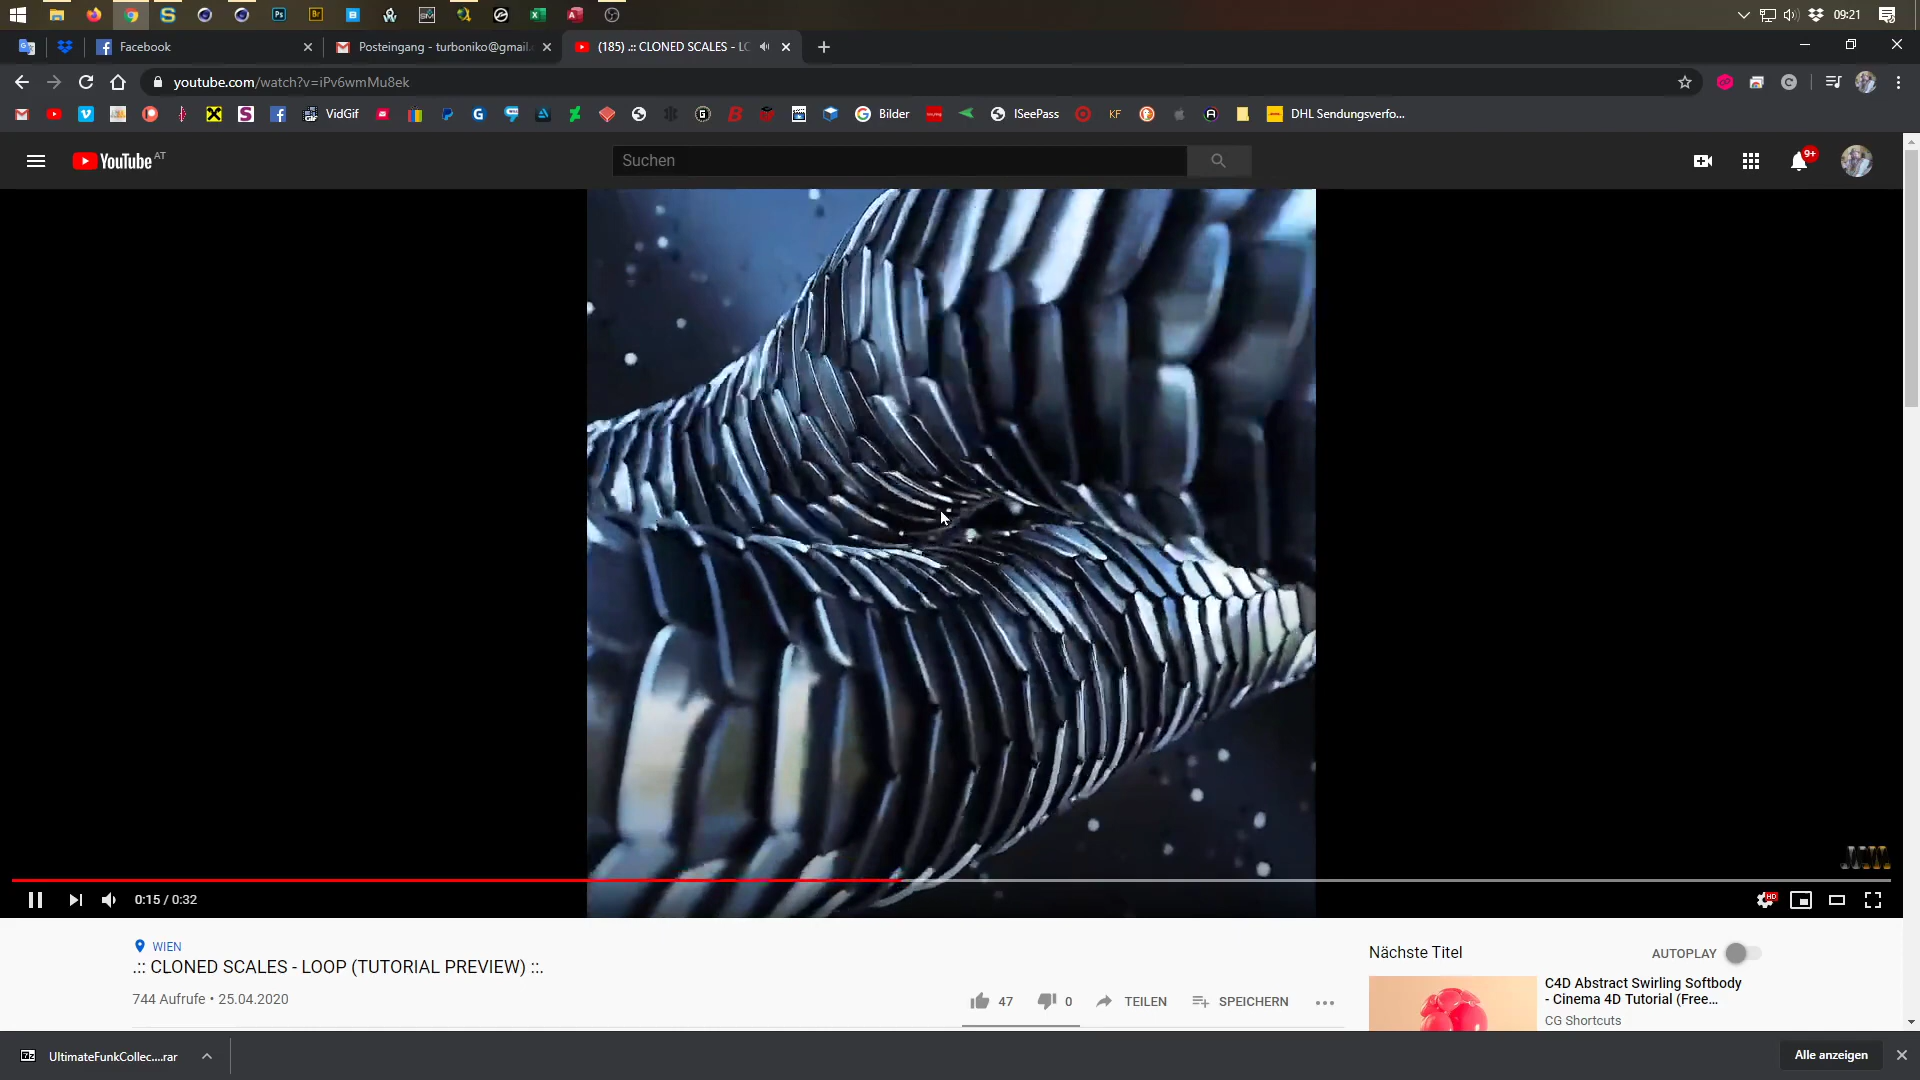 09:21
Facebook
Posteingang - turboniko@gmail.
(185) .:: CLONED SCALES - LO
youtube.com/watch?v=iPv6wmMu8ek
VidGif
Bilder
ISeePass
KF
DHL Sendungsverfo...
YouTube AT
Suchen
9+
HD
0:15 / 0:32
WIEN
.:: CLONED SCALES - LOOP (TUTORIAL PREVIEW) ::.
744 Aufrufe • 25.04.2020
47
0
TEILEN
SPEICHERN
Nächste Titel
AUTOPLAY
C4D Abstract Swirling Softbody
- Cinema 4D Tutorial (Free...
CG Shortcuts
UltimateFunkCollec....rar
Alle anzeigen